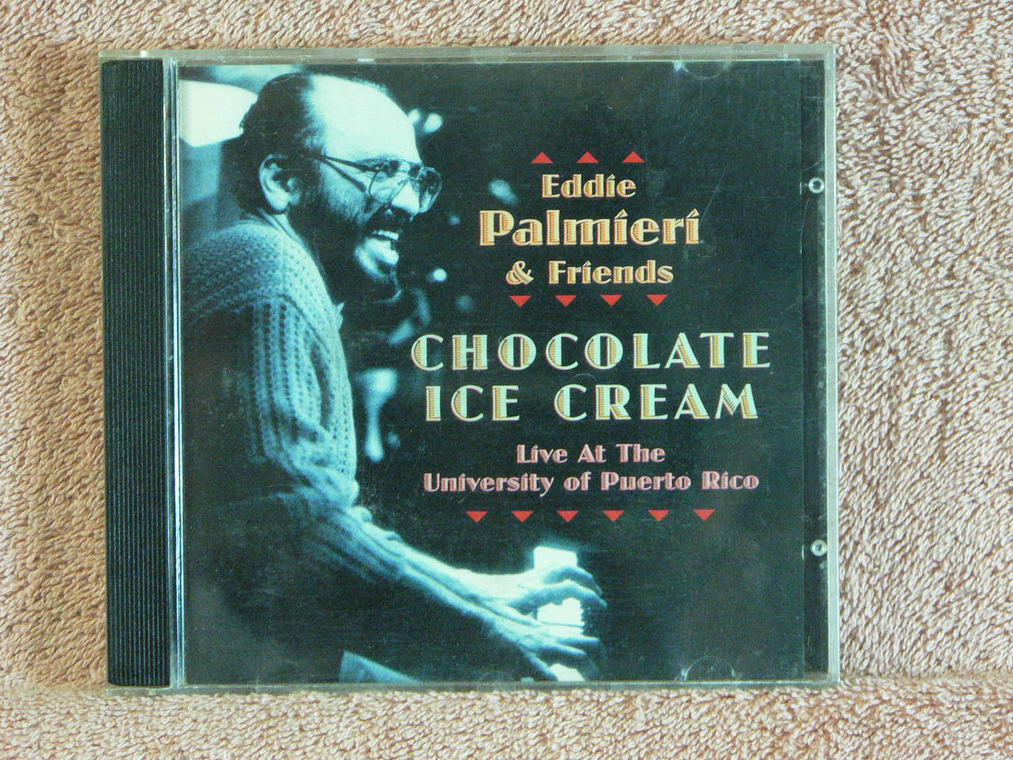 Eddie
Palmieri
& Friends
CHOCOLATE
ICE CREAM
Live At The
University of Puerto Rico